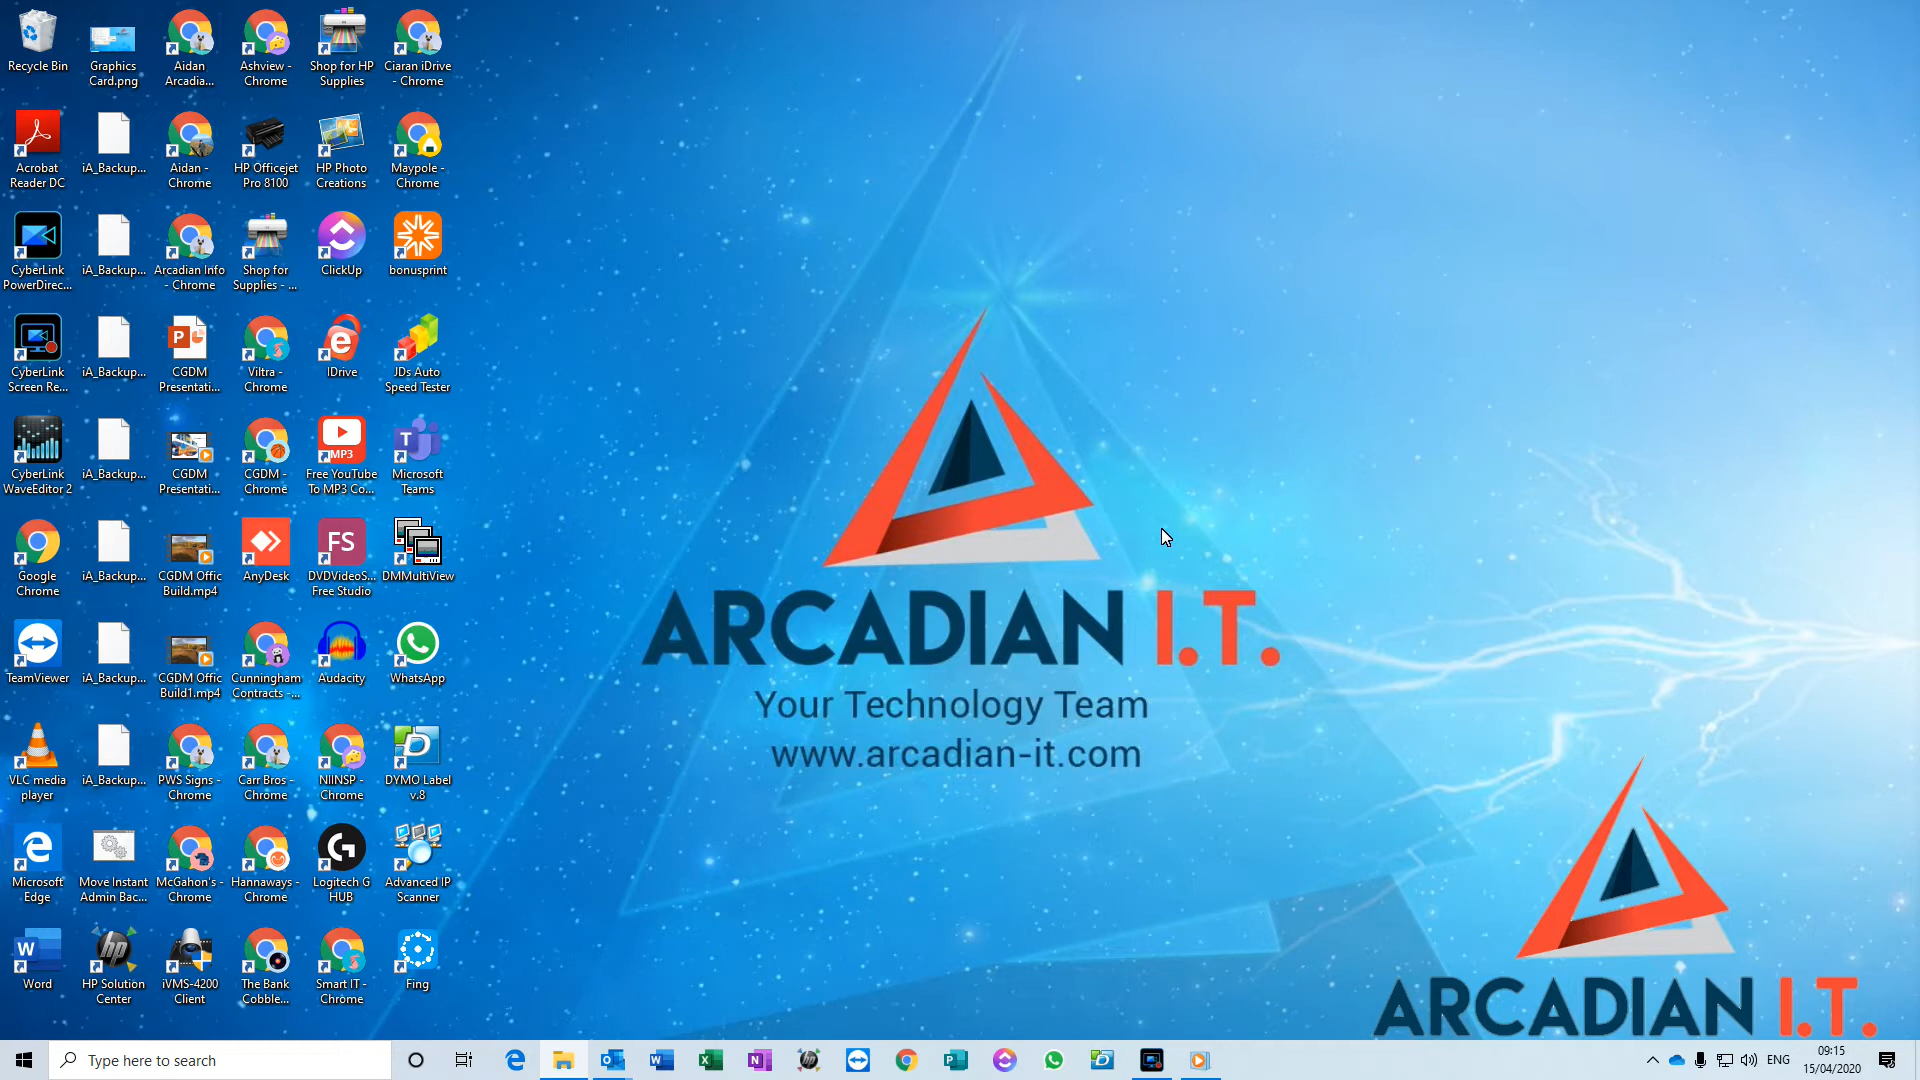 Recycle Bin
Graphics
Card.png
Aidan
Arcadia...
Ashview -
Chrome
Shop for HP
Supplies
Ciaran iDrive
- Chrome
Acrobat
Reader DC
iA_Backup...
Aidan -
Chrome
HP Officejet
Pro 8100
HP Photo
Creations
Maypole -
Chrome
CyberLink
PowerDirec...
iA_Backup...
Arcadian Info
- Chrome
Shop for
Supplies - ...
ClickUp
bonusprint
CyberLink
Screen Re...
iA_Backup...
P
CGDM
Presentati...
Viltra -
Chrome
e
IDrive
JDs Auto
Speed Tester
CyberLink
WaveEditor 2
iA_Backup...
CGDM
Presentati...
CGDM -
Chrome
MP3
Free YouTube
To MP3 Co...
T
Microsoft
Teams
Google
Chrome
iA_Backup...
CGDM Offic
Build.mp4
AnyDesk
FS
DVDVideoS...
Free Studio
DMMultiView
TeamViewer
iA_Backup...
CGDM Offic
Build1.mp4
Cunningham
Contracts -...
Audacity
WhatsApp
VLC media
player
iA_Backup...
PWS Signs -
Chrome
Carr Bros -
Chrome
NIINSP -
Chrome
D
DYMO Label
v.8
Microsoft
Edge
Move Instant
Admin Bac...
McGahon's -
Chrome
Hannaways -
Chrome
G
Logitech G
HUB
Advanced IP
Scanner
W
Word
hp
HP Solution
Center
iVMS-4200
Client
The Bank
Cobble...
Smart IT -
Chrome
Fing
ARCADIAN I.T.
Your Technology Team
www.arcadian-it.com
ARCADIAN I.T.
Type here to search
ENG
09:15
15/04/2020